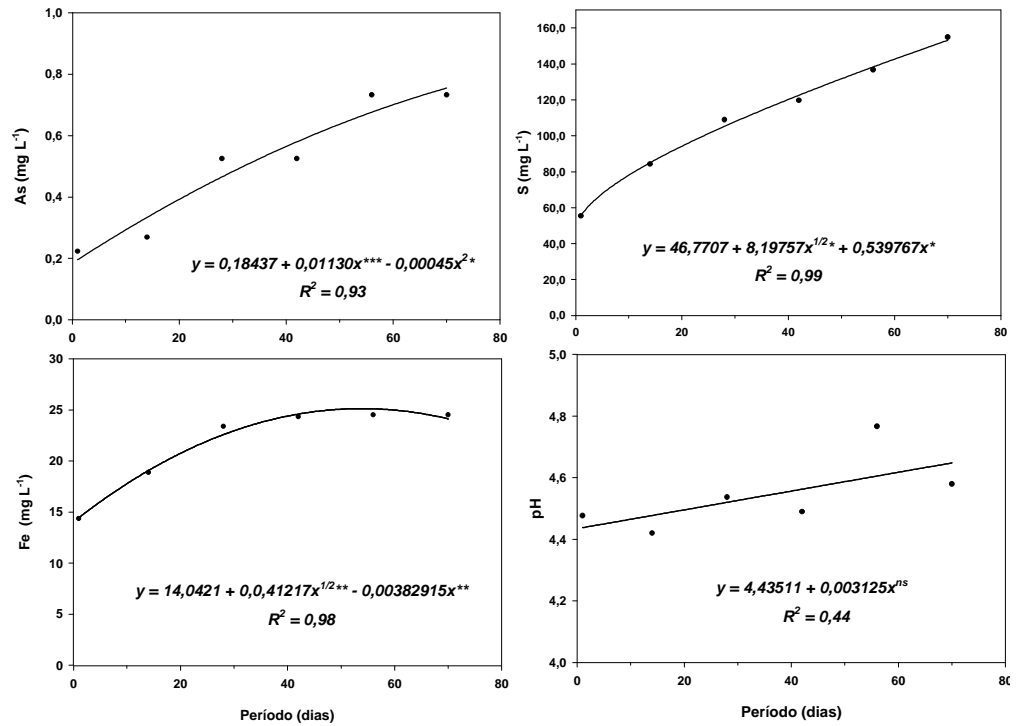 As (mg L⁻¹)
1,0
0,8
0,6
0,4
0,2
0,0
0 20 40 60 80
y = 0,18437 + 0,01130x*** - 0,00045x²*
R² = 0,93
S (mg L⁻¹)
160,0
140,0
120,0
100,0
80,0
60,0
40,0
20,0
0,0
0 20 40 60 80
y = 46,7707 + 8,19757x¹ᐟ²* + 0,539767x*
R² = 0,99
Fe (mg L⁻¹)
30
25
20
15
10
5
0
0 20 40 60 80
y = 14,0421 + 0,0,41217x¹ᐟ²** - 0,00382915x**
R² = 0,98
Período (dias)
pH
5,0
4,8
4,6
4,4
4,2
4,0
0 20 40 60 80
y = 4,43511 + 0,003125xⁿˢ
R² = 0,44
Período (dias)